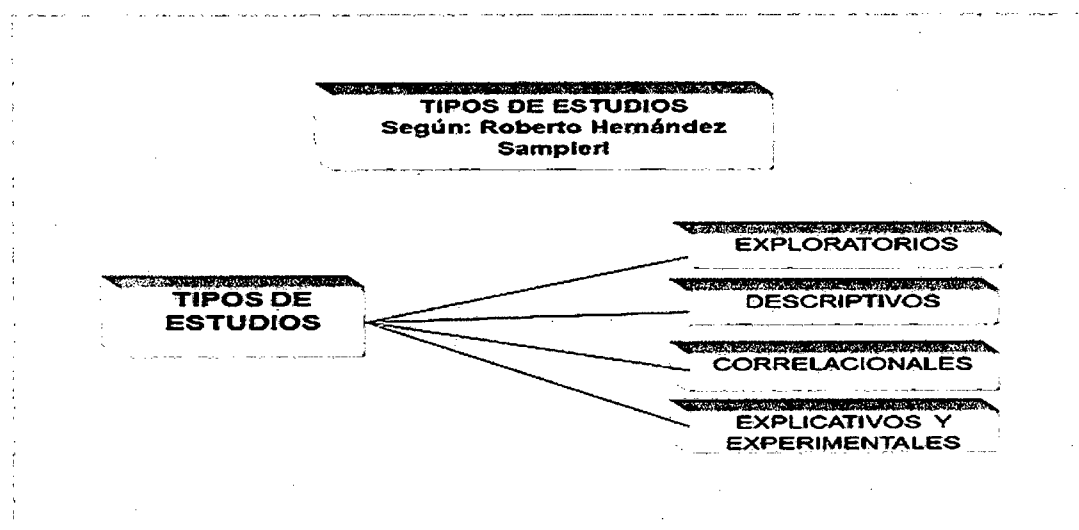 TIPOS DE ESTUDIOS
Según: Roberto Hernández
Sampieri
TIPOS DE
ESTUDIOS
EXPLORATORIOS
DESCRIPTIVOS
CORRELACIONALES
EXPLICATIVOS Y
EXPERIMENTALES